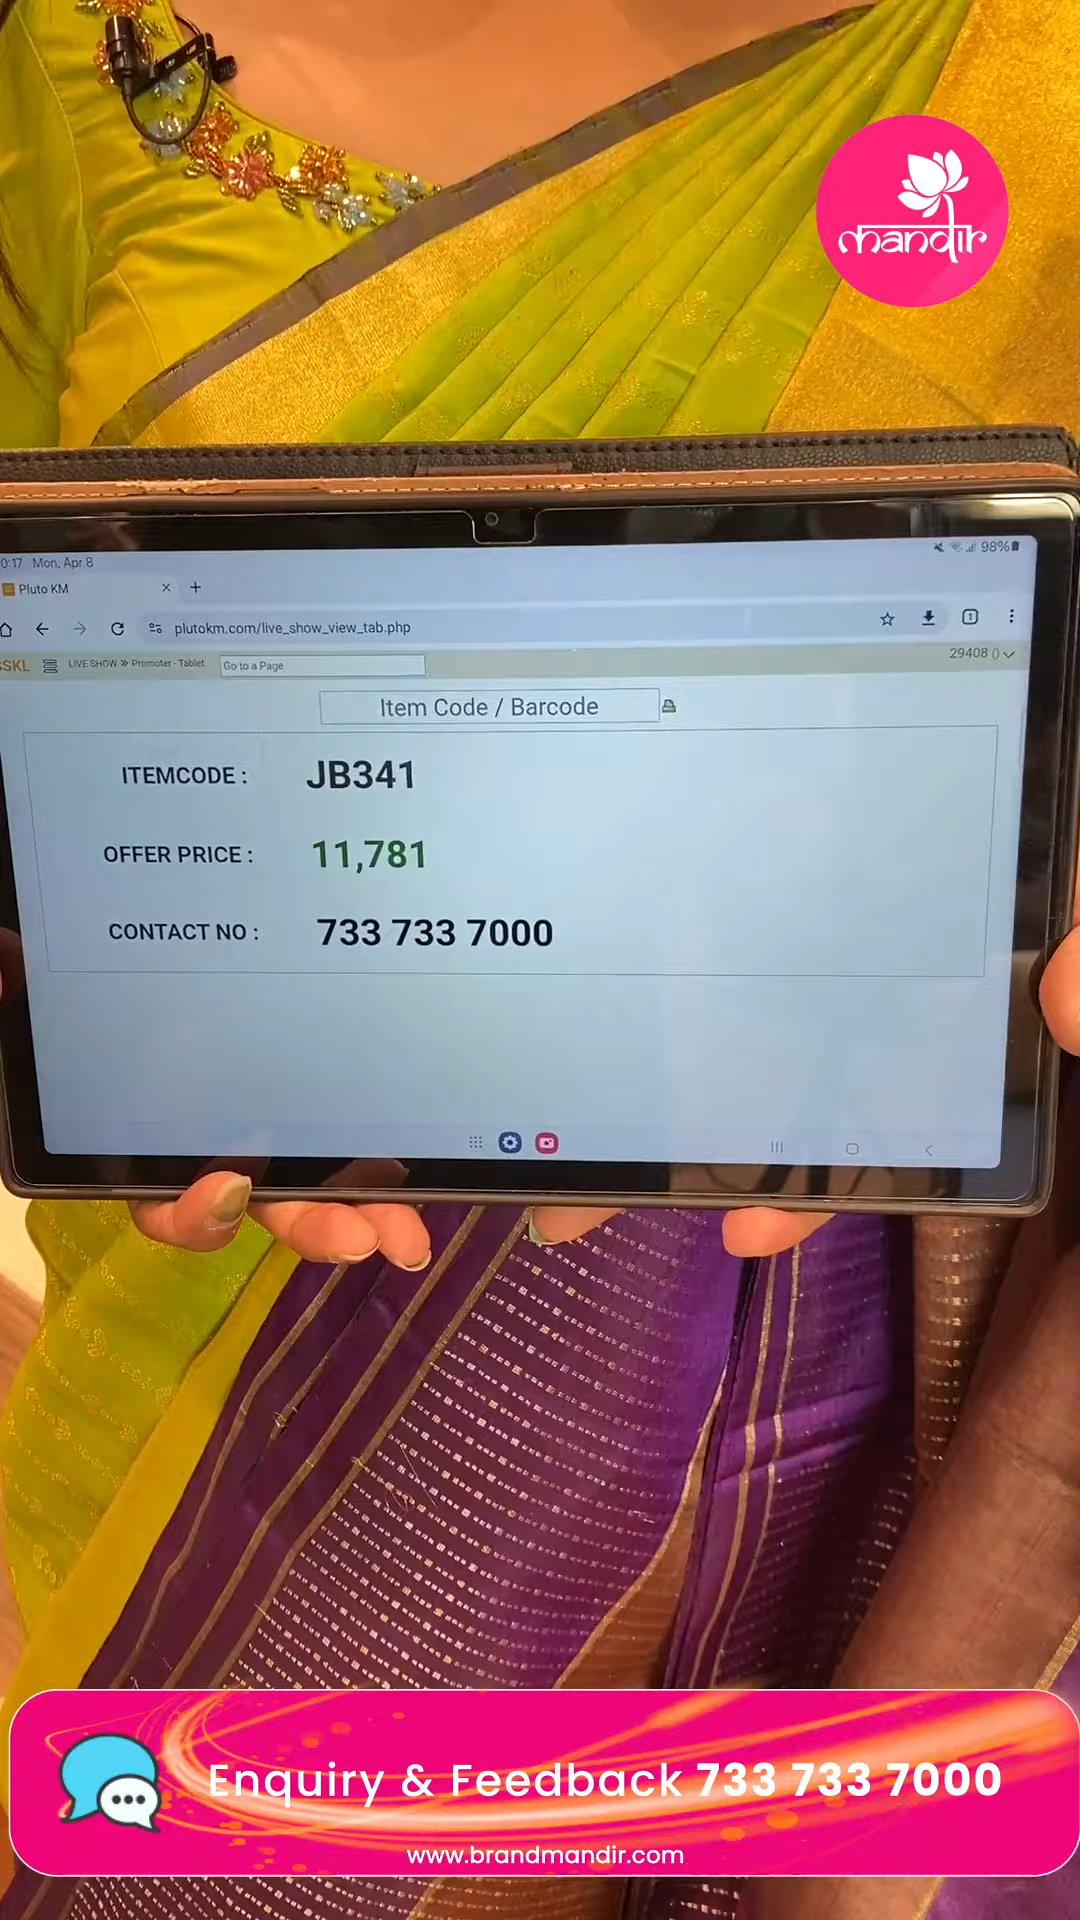 mandir
0:17 Mon, Apr 8
98%
Pluto KM
plutokm.com/live_show_view_tab.php
1
SKL
LIVE SHOW » Promoter - Tablet
Go to a Page
29408 ()
Item Code / Barcode
ITEMCODE : JB341
OFFER PRICE : 11,781
CONTACT NO : 733 733 7000
Enquiry & Feedback 733 733 7000
www.brandmandir.com